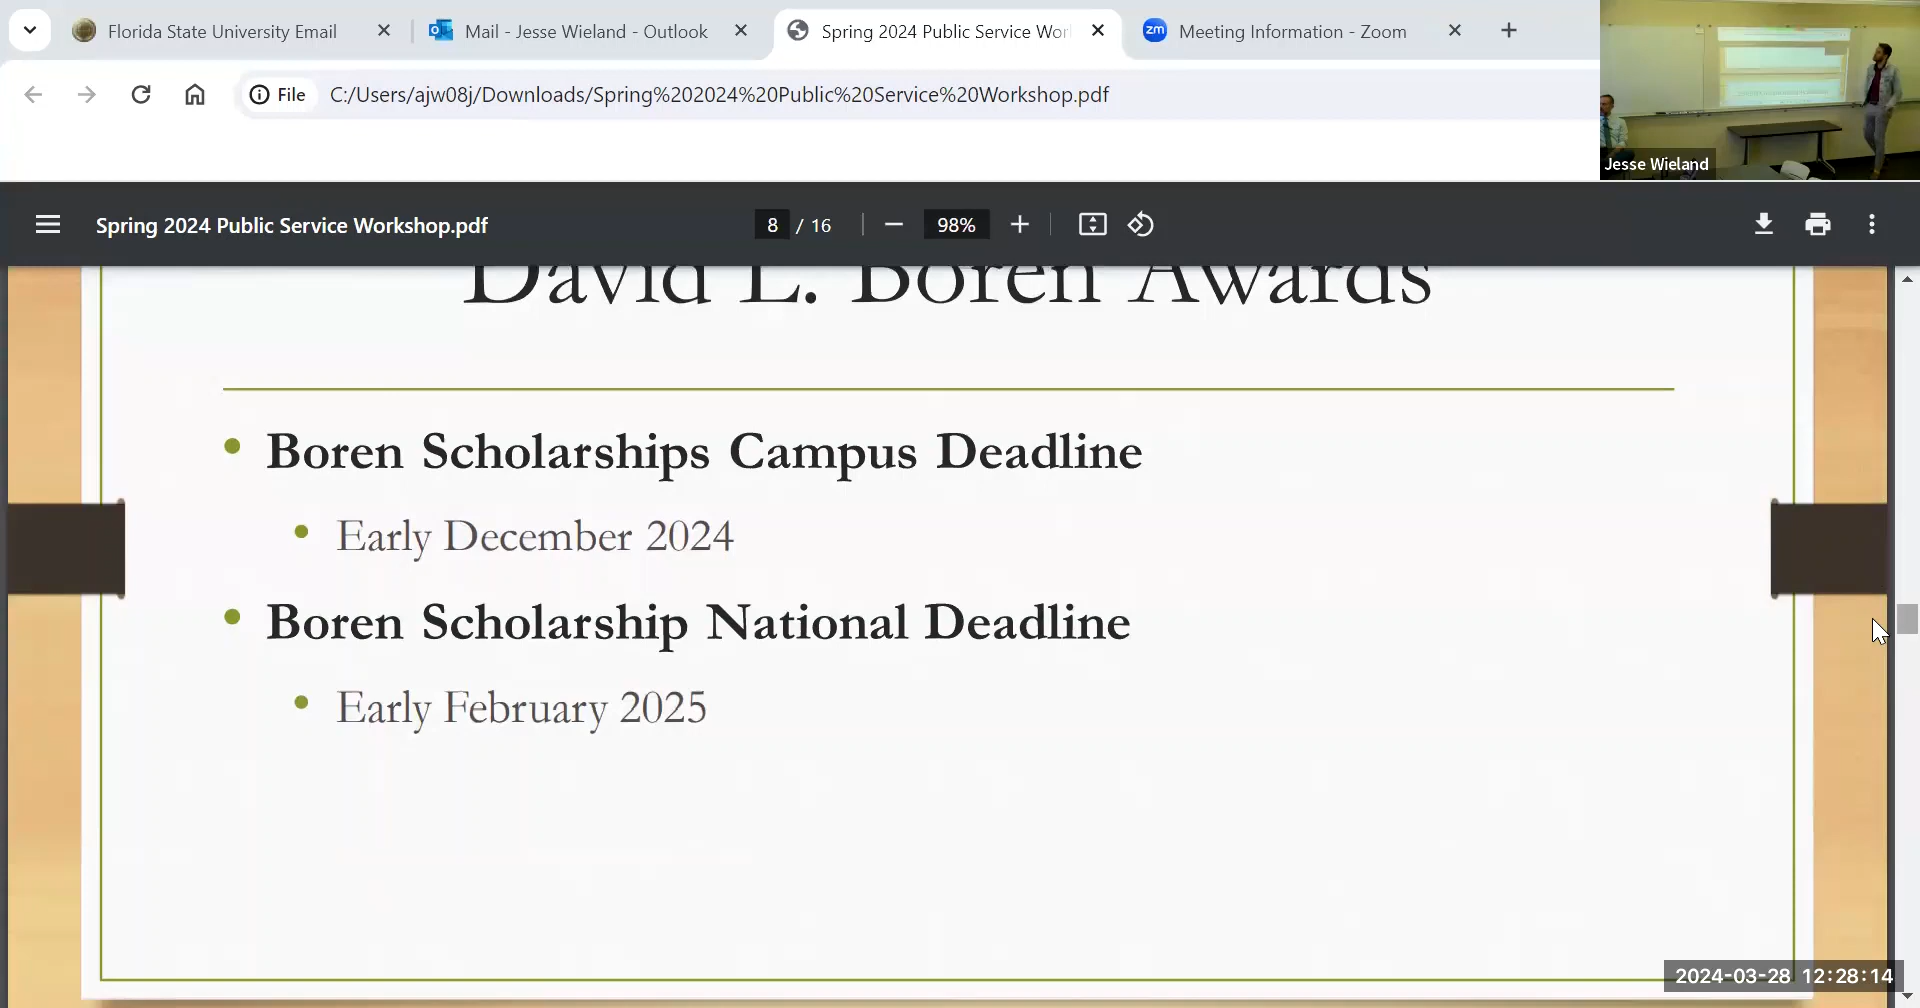 Florida State University Email
Mail - Jesse Wieland - Outlook
Spring 2024 Public Service Wor
zm
Meeting Information - Zoom
File
C:/Users/ajw08j/Downloads/Spring%202024%20Public%20Service%20Workshop.pdf
Jesse Wieland
Spring 2024 Public Service Workshop.pdf
8 / 16
98%
David L. Boren Awards
Boren Scholarships Campus Deadline
Early December 2024
Boren Scholarship National Deadline
Early February 2025
2024-03-28 12:28:14